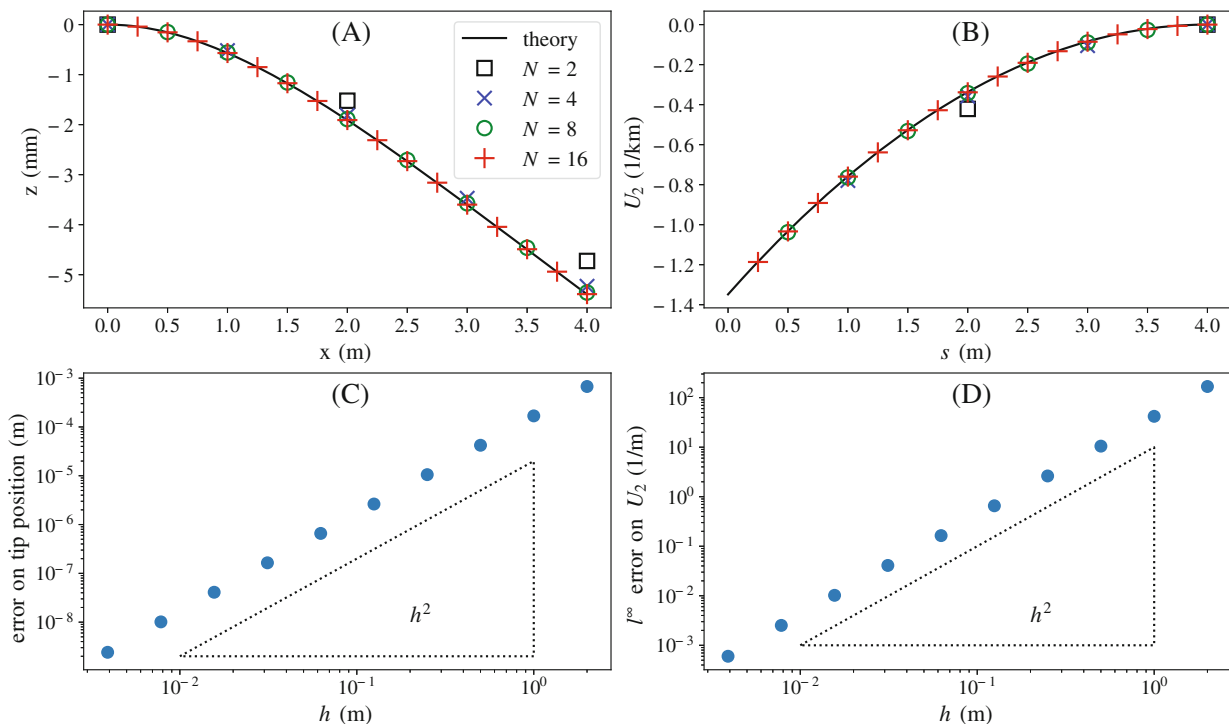 (A)
z (mm)
0
−1
−2
−3
−4
−5
theory
N = 2
N = 4
N = 8
N = 16
0.0 0.5 1.0 1.5 2.0 2.5 3.0 3.5 4.0
x (m)
(B)
U₂ (1/km)
0.0
−0.2
−0.4
−0.6
−0.8
−1.0
−1.2
−1.4
0.0 0.5 1.0 1.5 2.0 2.5 3.0 3.5 4.0
s (m)
(C)
error on tip position (m)
10⁻³
10⁻⁴
10⁻⁵
10⁻⁶
10⁻⁷
10⁻⁸
h²
10⁻² 10⁻¹ 10⁰
h (m)
(D)
l^∞ error on U₂ (1/m)
10²
10¹
10⁰
10⁻¹
10⁻²
10⁻³
h²
10⁻² 10⁻¹ 10⁰
h (m)